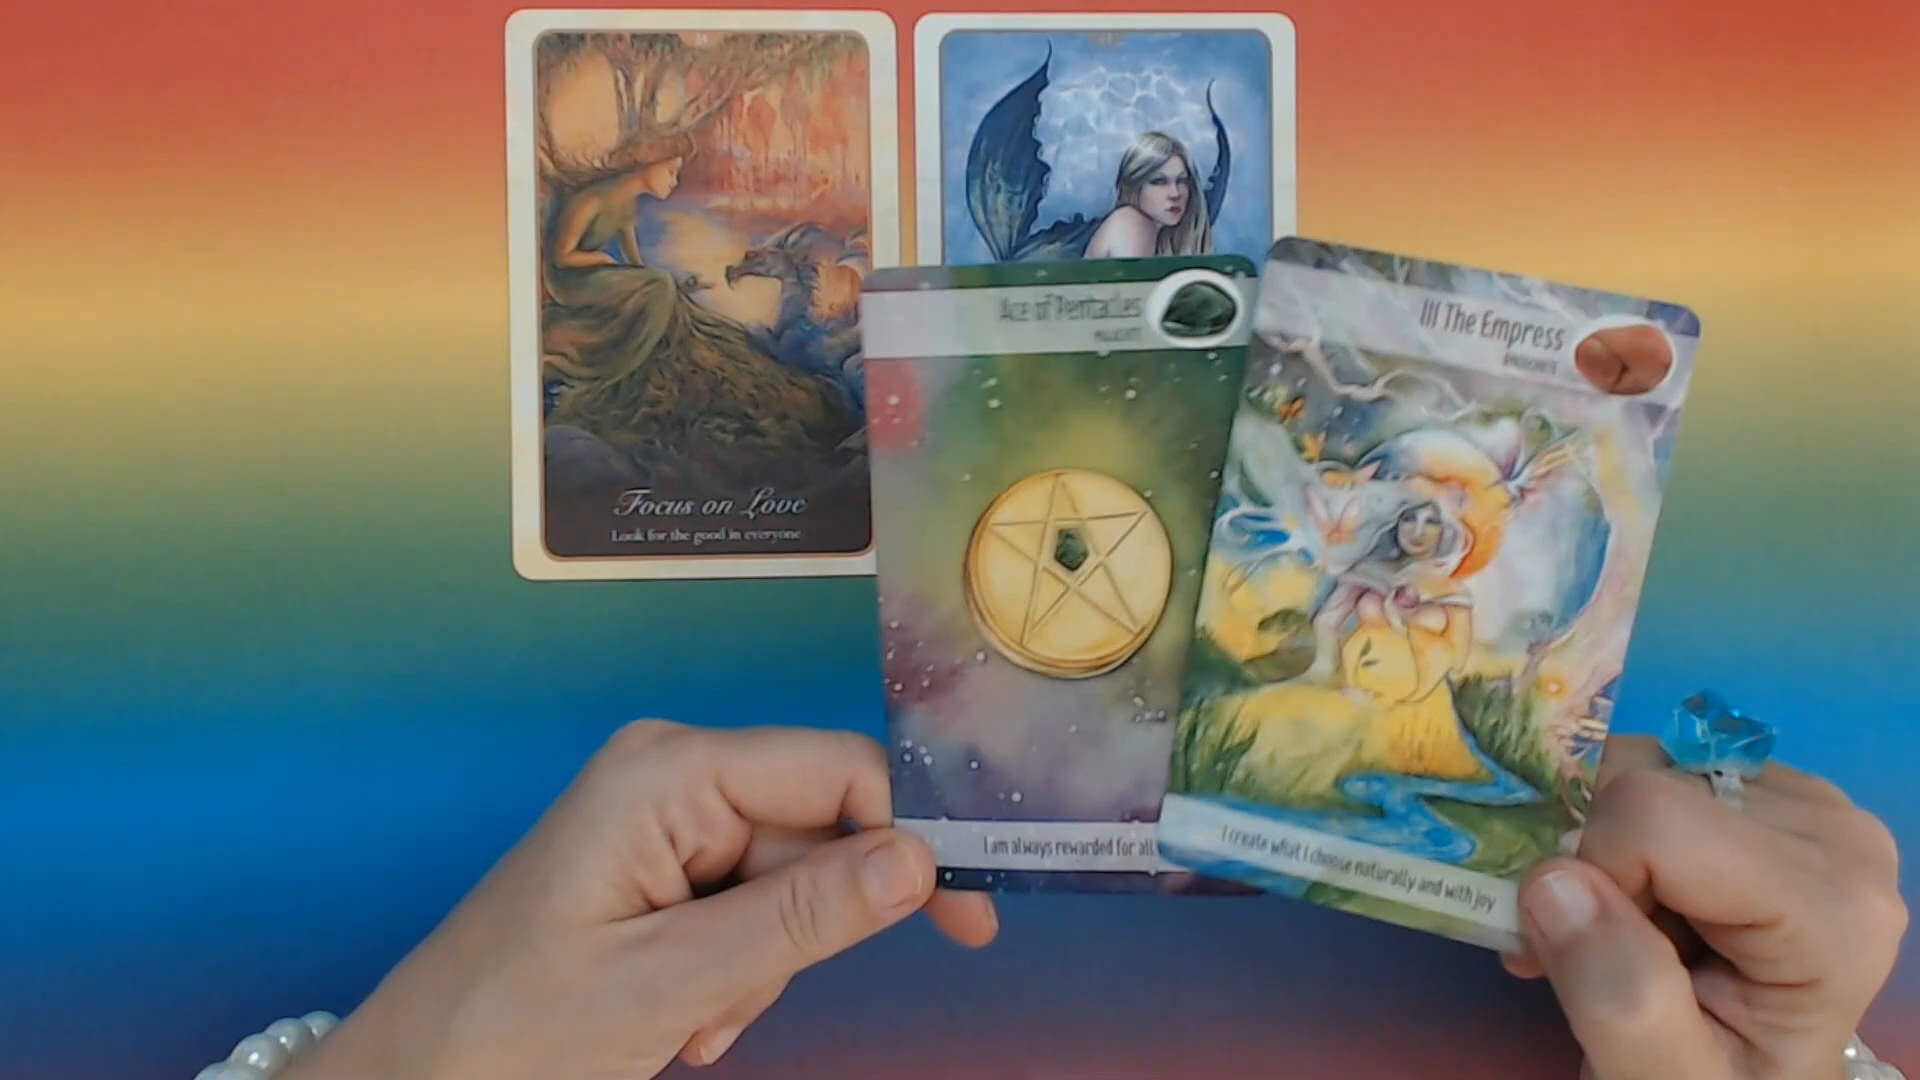 Focus on Love
Look for the good in everyone
Ace of Pentacles
III The Empress
I am always rewarded for all
I create what I choose naturally and with joy